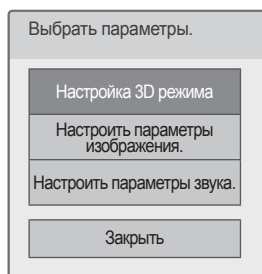 Выбрать параметры.
Настройка 3D режима
Настроить параметры
изображения.
Настроить параметры звука.
Закрыть